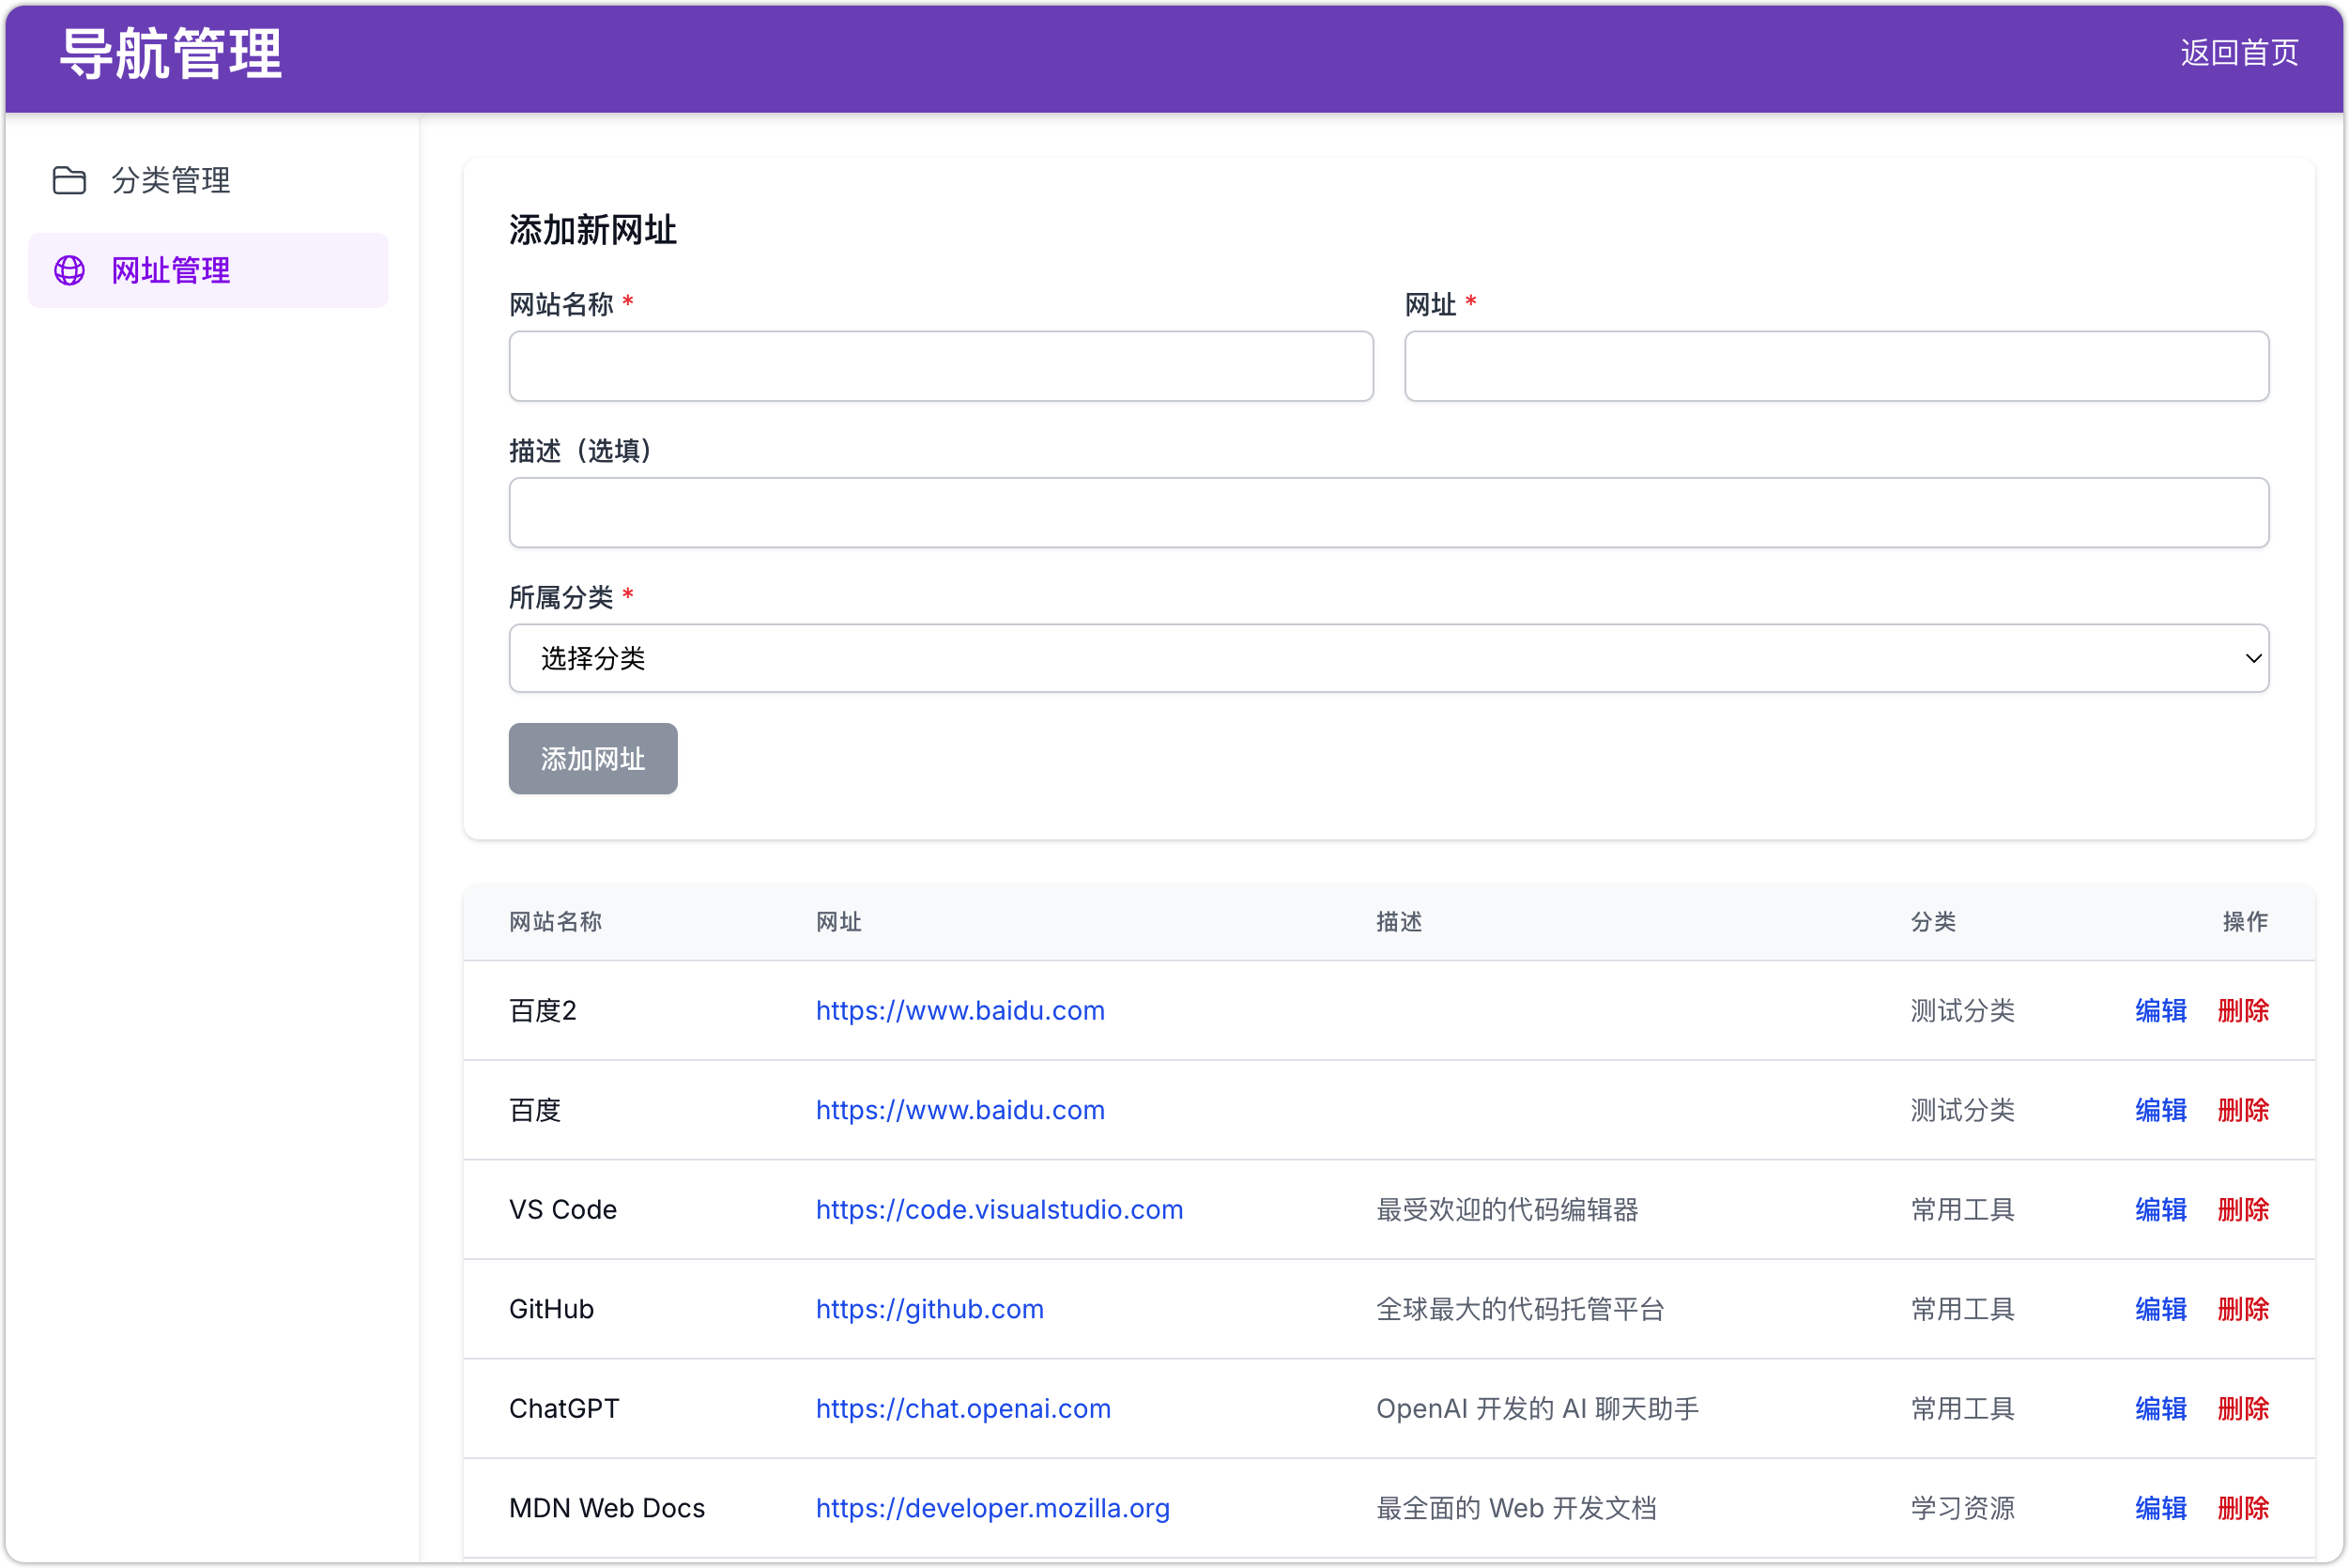 导航管理
返回首页
分类管理
网址管理
添加新网址
网站名称 *
网址 *
描述（选填）
所属分类 *
选择分类
添加网址
网站名称 网址 描述 分类 操作
百度2 https://www.baidu.com 测试分类 编辑 删除
百度 https://www.baidu.com 测试分类 编辑 删除
VS Code https://code.visualstudio.com 最受欢迎的代码编辑器 常用工具 编辑 删除
GitHub https://github.com 全球最大的代码托管平台 常用工具 编辑 删除
ChatGPT https://chat.openai.com OpenAI 开发的 AI 聊天助手 常用工具 编辑 删除
MDN Web Docs https://developer.mozilla.org 最全面的 Web 开发文档 学习资源 编辑 删除